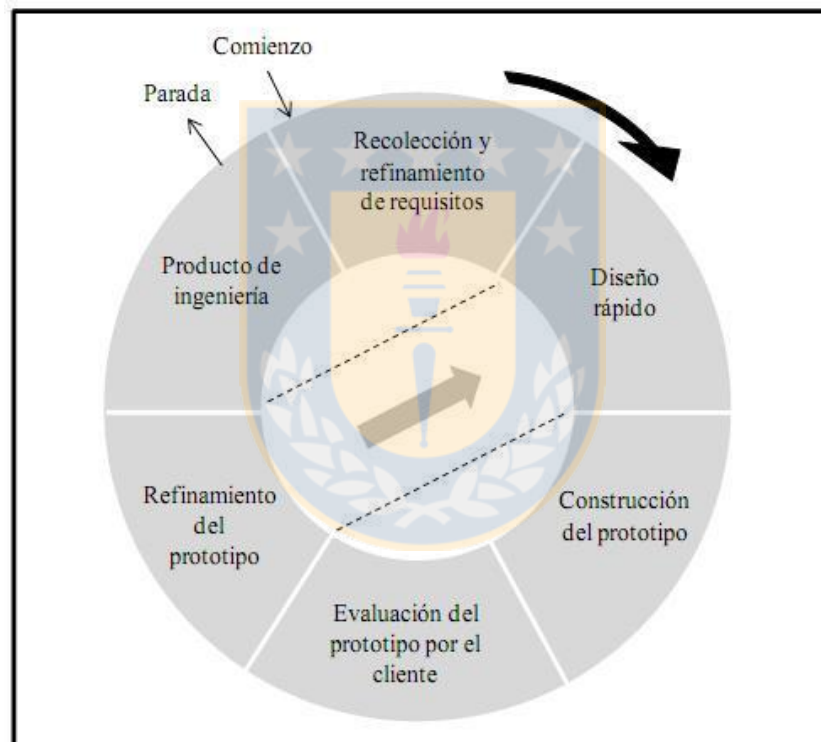 Comienzo
Parada
Recolección y
refinamiento
de requisitos
Diseño
rápido
Construcción
del prototipo
Evaluación del
prototipo por el
cliente
Refinamiento
del
prototipo
Producto de
ingeniería